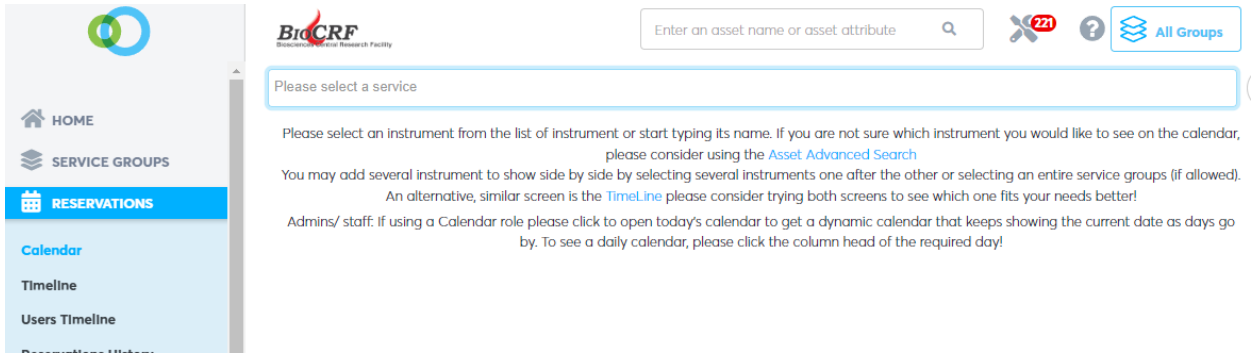 BIOCRF
Biosciences Central Research Facility
Enter an asset name or asset attribute
221
?
All Groups
Please select a service
HOME
SERVICE GROUPS
RESERVATIONS
Calendar
Timeline
Users Timeline
Reservations History
Please select an instrument from the list of instrument or start typing its name. If you are not sure which instrument you would like to see on the calendar,
please consider using the Asset Advanced Search
You may add several instrument to show side by side by selecting several instruments one after the other or selecting an entire service groups (if allowed).
An alternative, similar screen is the TimeLine please consider trying both screens to see which one fits your needs better!
Admins/ staff: If using a Calendar role please click to open today's calendar to get a dynamic calendar that keeps showing the current date as days go
by. To see a daily calendar, please click the column head of the required day!